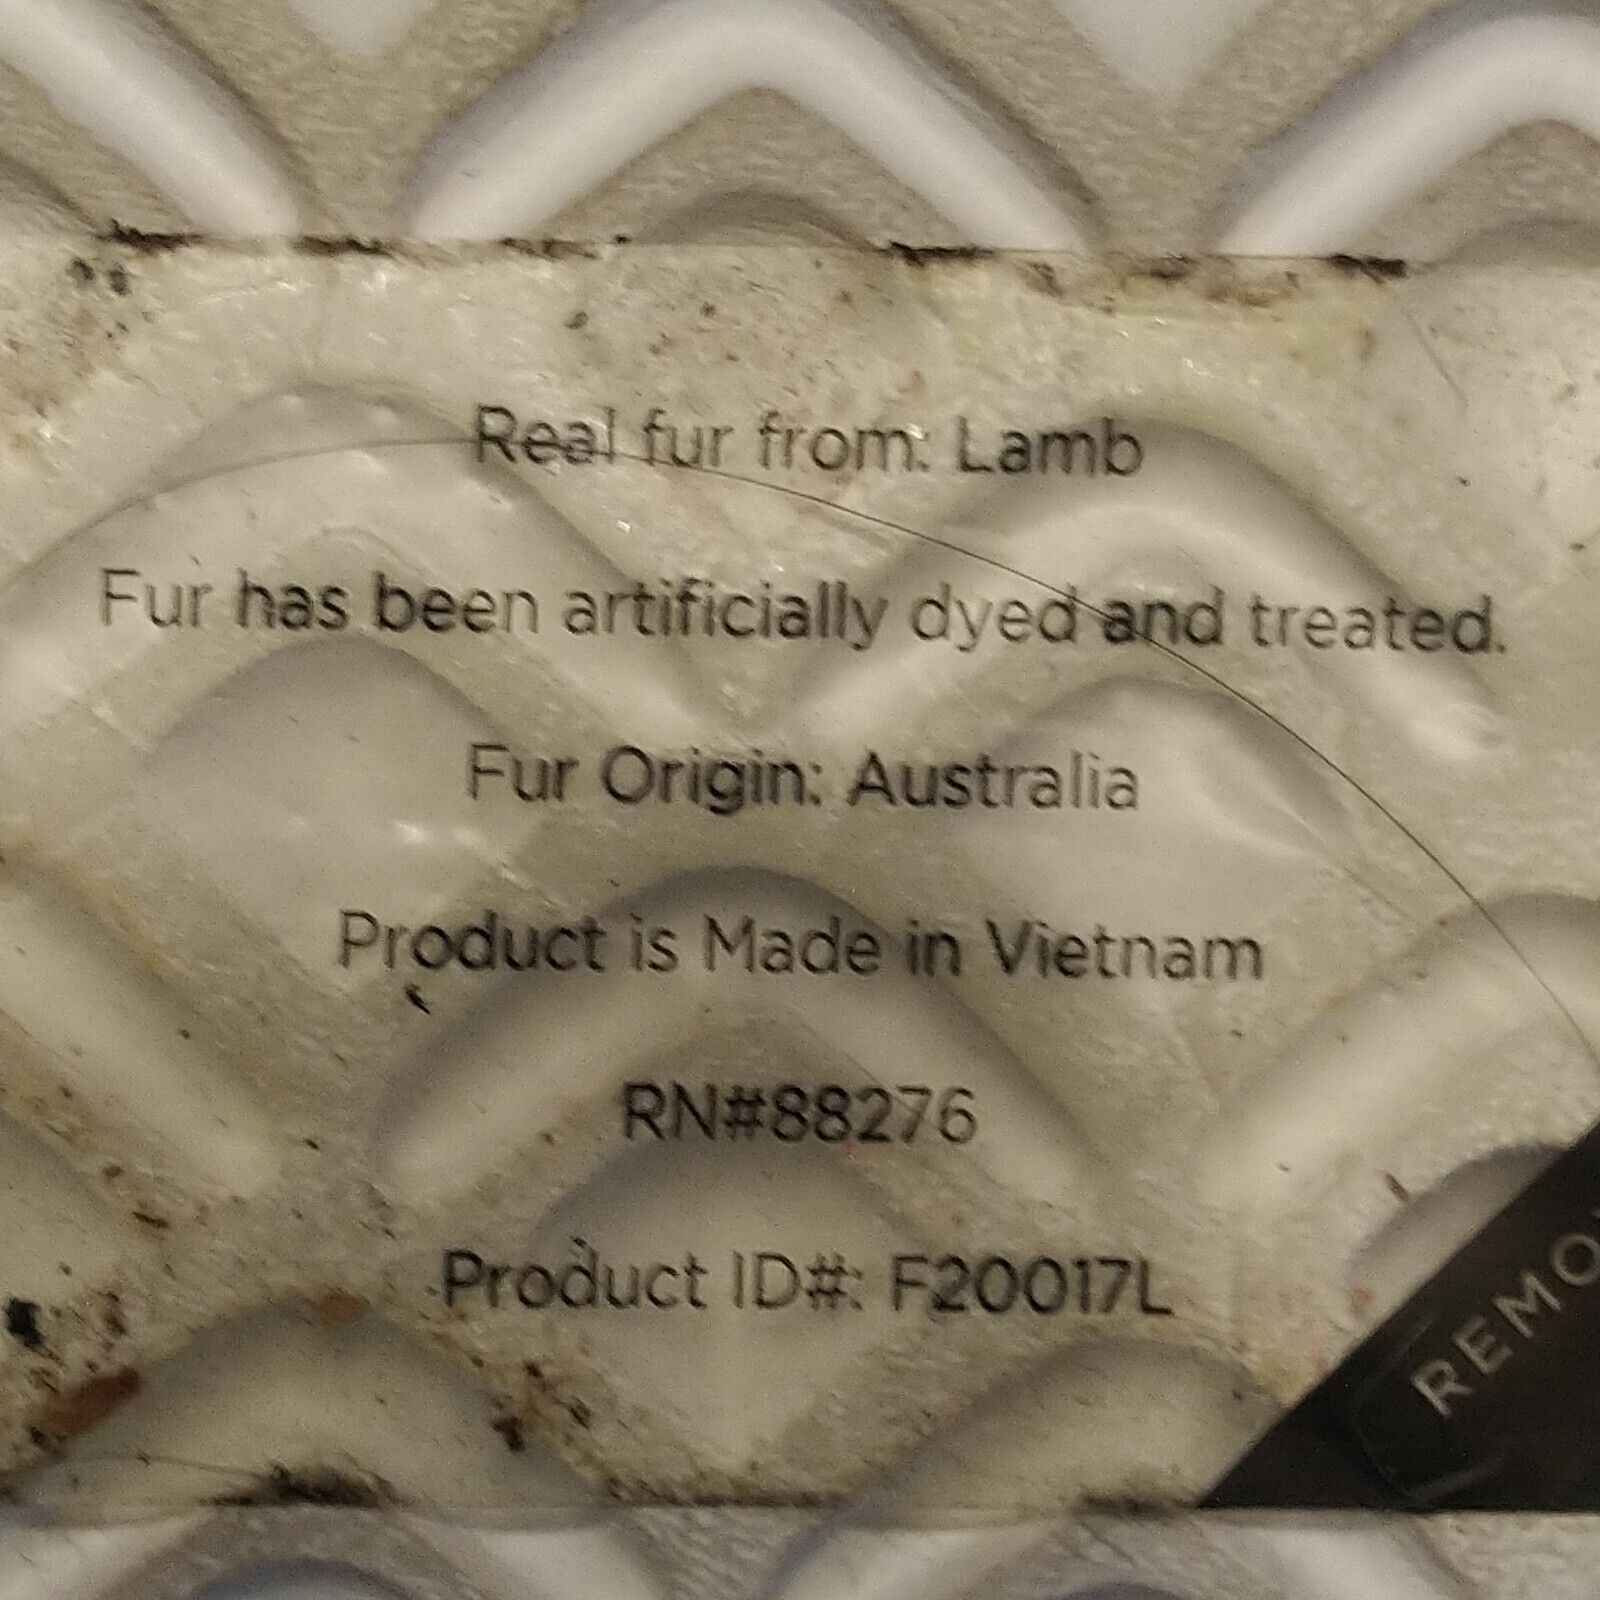 Real fur from: Lamb
Fur has been artificially dyed and treated.
Fur Origin: Australia
Product is Made in Vietnam
RN#88276
Product ID#: F20017L